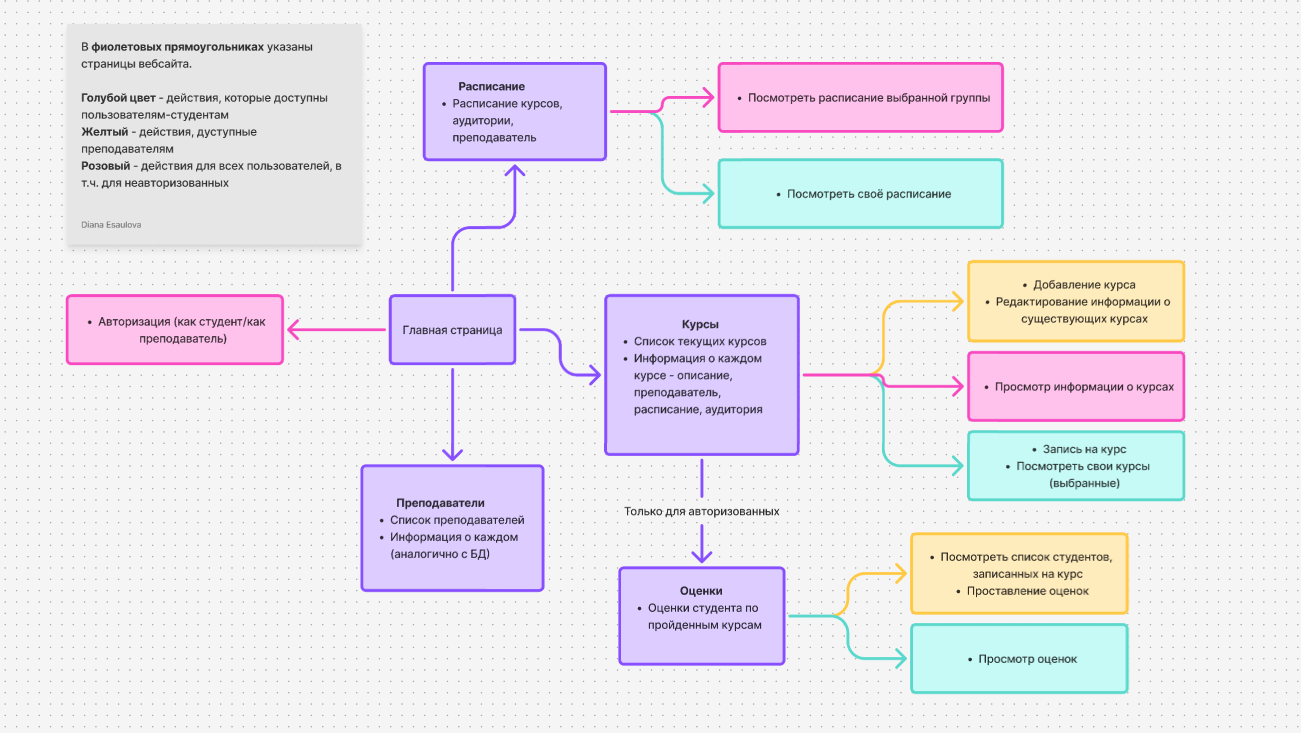 В фиолетовых прямоугольниках указаны
страницы вебсайта.
Голубой цвет - действия, которые доступны
пользователям-студентам
Желтый - действия, доступные
преподавателям
Розовый - действия для всех пользователей, в
т.ч. для неавторизованных
Diana Esaulova
Расписание
• Расписание курсов,
аудитории,
преподаватель
• Посмотреть расписание выбранной группы
• Посмотреть своё расписание
• Авторизация (как студент/как
преподаватель)
Главная страница
Курсы
• Список текущих курсов
• Информация о каждом
курсе - описание,
преподаватель,
расписание, аудитория
• Добавление курса
• Редактирование информации о
существующих курсах
• Просмотр информации о курсах
• Запись на курс
• Посмотреть свои курсы
(выбранные)
Преподаватели
• Список преподавателей
• Информация о каждом
(аналогично с БД)
Только для авторизованных
Оценки
• Оценки студента по
пройденным курсам
• Посмотреть список студентов,
записанных на курс
• Проставление оценок
• Просмотр оценок